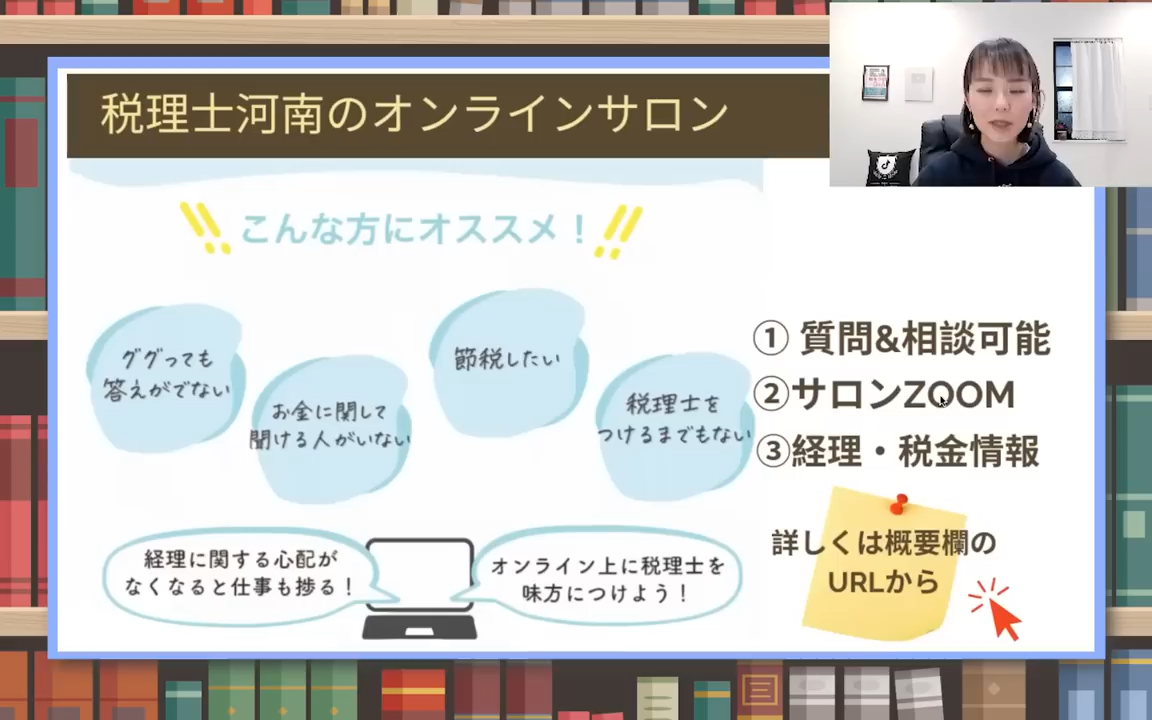 税理士河南のオンラインサロン
こんな方にオススメ！
ググっても
答えがでない
お金に関して
聞ける人がいない
節税したい
税理士を
つけるまでもない
① 質問&相談可能
②サロンZOOM
③経理・税金情報
経理に関する心配が
なくなると仕事も捗る！
オンライン上に税理士を
味方につけよう！
詳しくは概要欄の
URLから